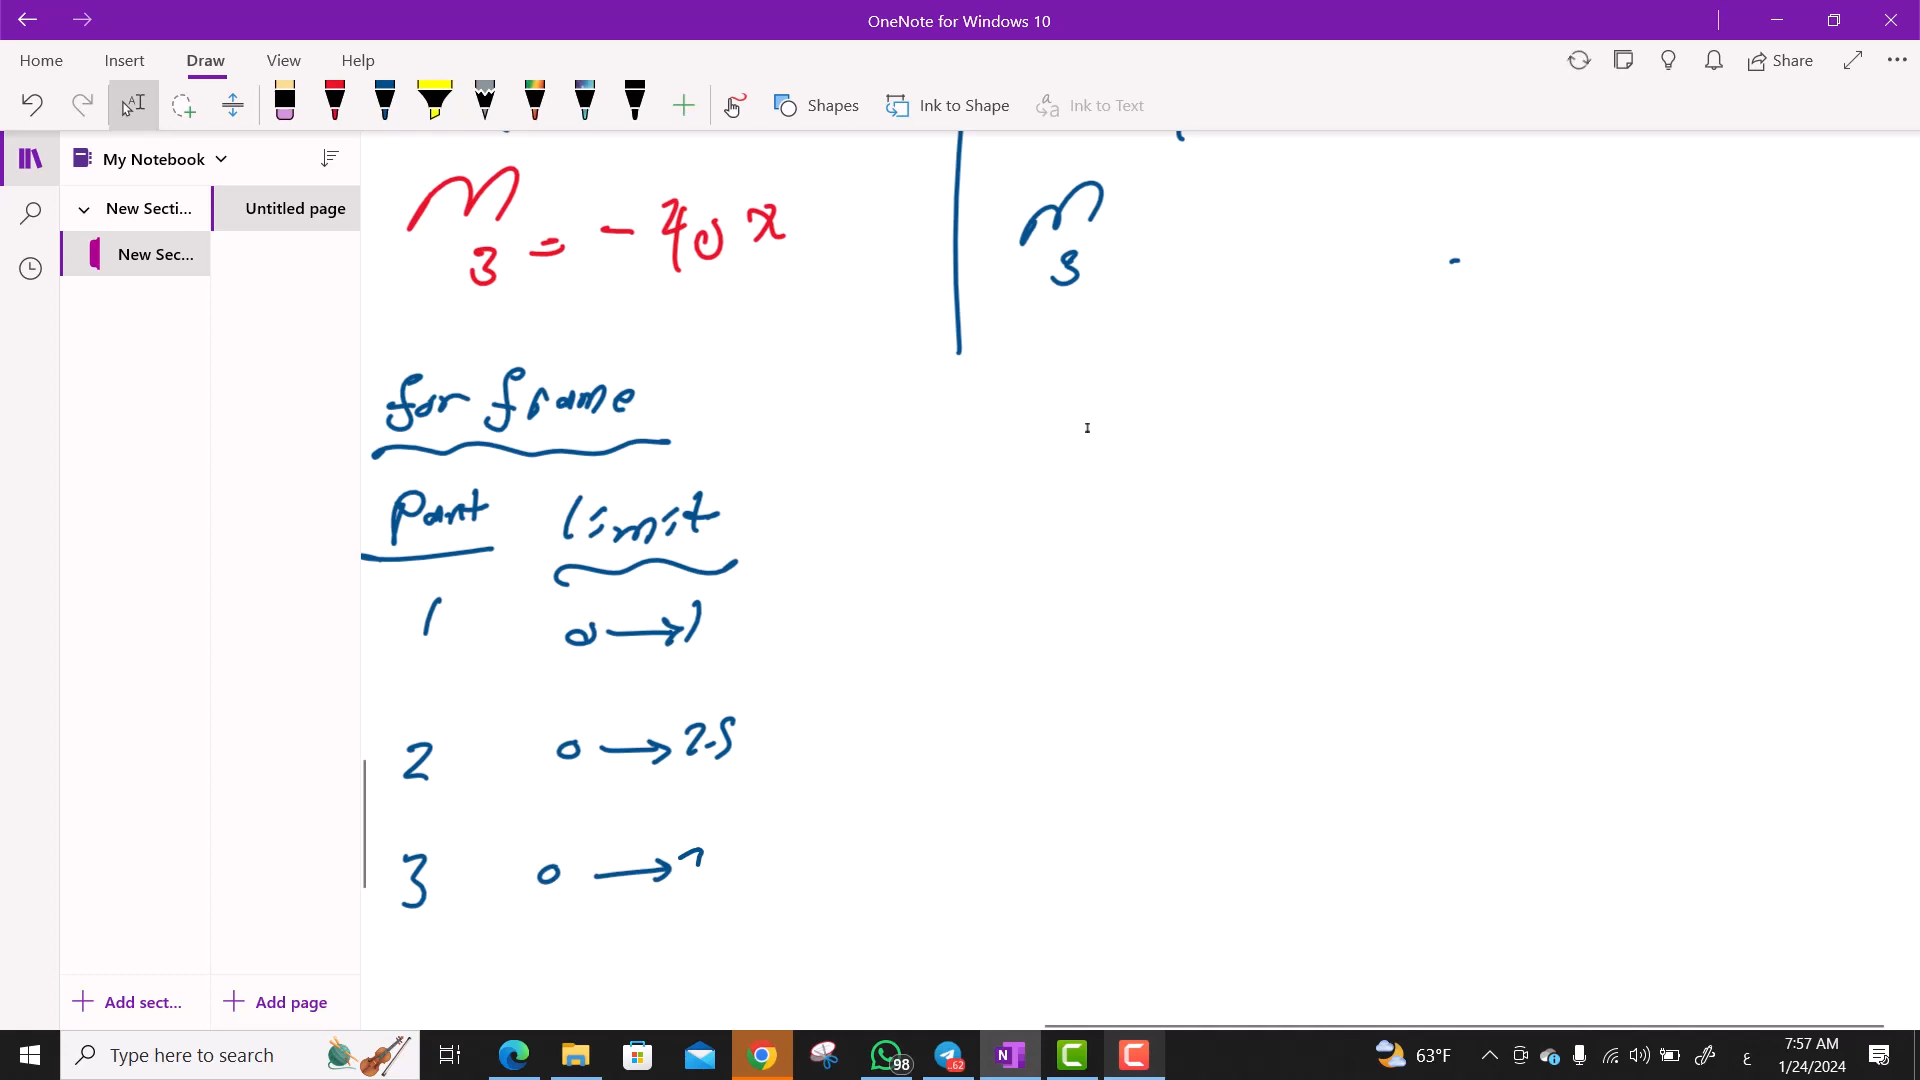 OneNote for Windows 10
Home Insert Draw View Help
Share
Shapes Ink to Shape Ink to Text
My Notebook
New Secti... Untitled page
New Sec...
m3 = - 40 x
m3
for frame
Part limit
1 0 → 1
2 0 → 2.5
3 0 →
Add sect... Add page
Type here to search
98
62
63°F
ع
7:57 AM
1/24/2024